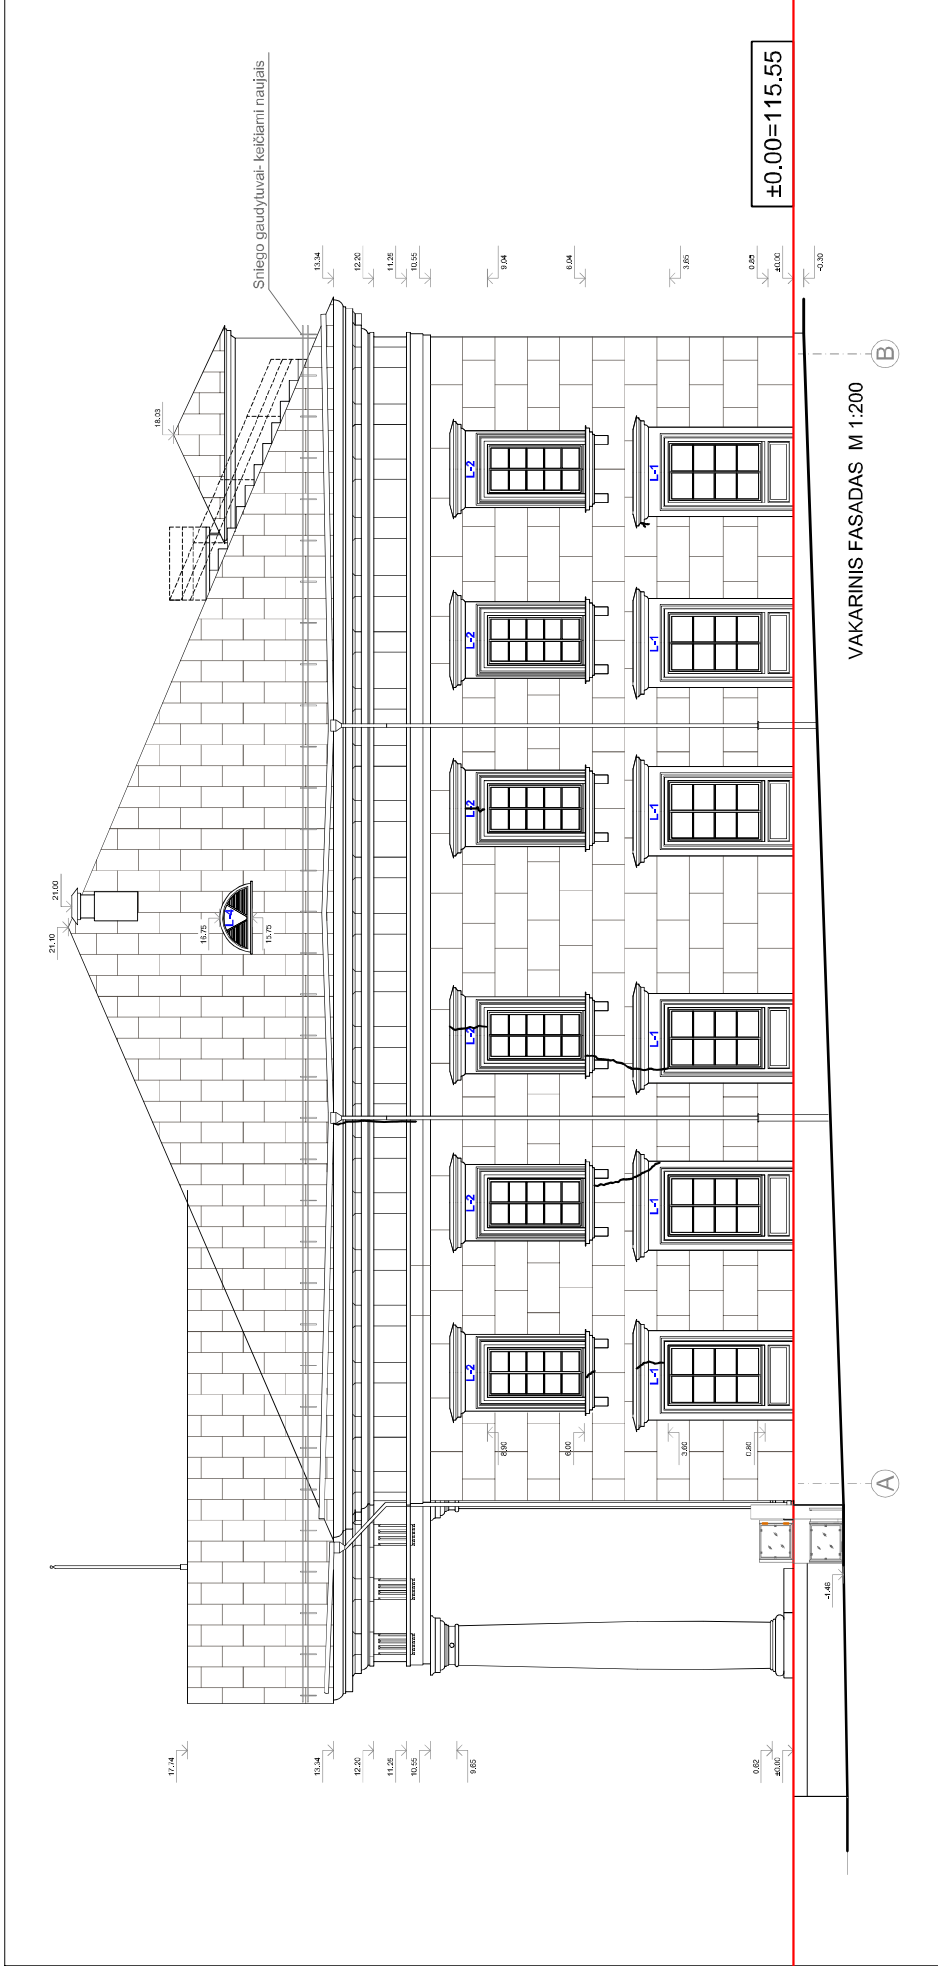 Sniego gaudytuvai- keičiami naujais
±0.00=115.55
18.03
21.00
21.10
16.75
15.75
L-4
13.34
12.20
11.26
10.55
9.04
6.04
3.65
0.85
±0.00
-0.30
L-2
L-2
L-2
L-2
L-2
L-2
L-1
L-1
L-1
L-1
L-1
L-1
8.90
6.00
3.60
0.80
17.74
13.34
12.20
11.26
10.55
9.65
0.62
±0.00
-1.46
A
B
VAKARINIS FASADAS M 1:200